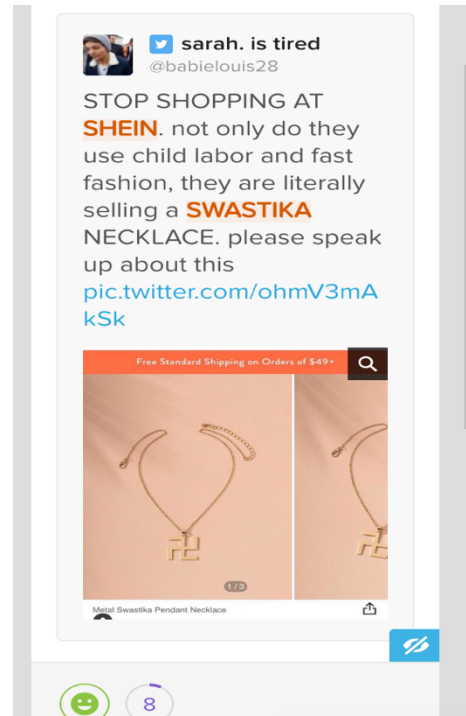 sarah. is tired
@babielouis28
STOP SHOPPING AT
SHEIN. not only do they
use child labor and fast
fashion, they are literally
selling a SWASTIKA
NECKLACE. please speak
up about this
pic.twitter.com/ohmV3mA
kSk
Free Standard Shipping on Orders of $49+
1/3
Metal Swastika Pendant Necklace
8